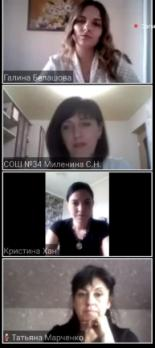 Галина Белашова
СОШ №34 Миленина С.Н.
Кристина Хан
Татьяна Марченко